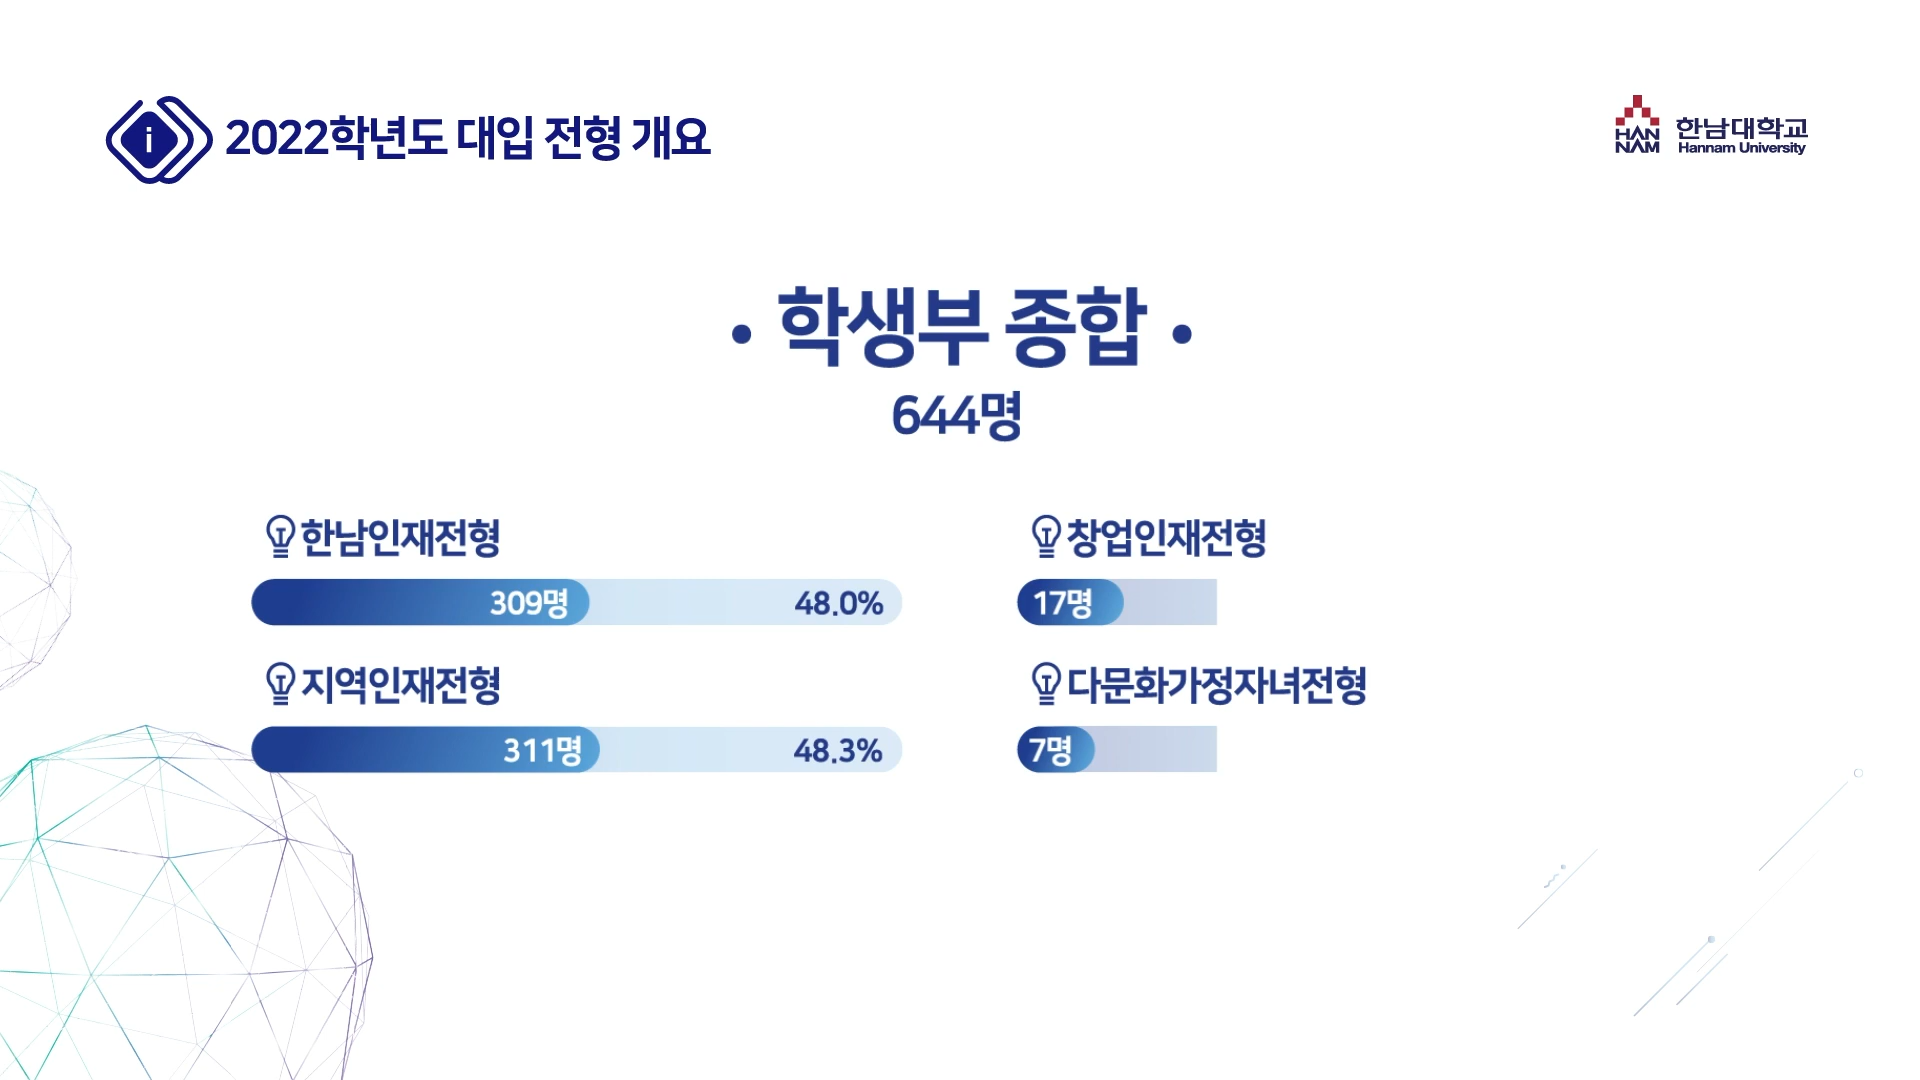 i
2022학년도 대입 전형 개요
HAN
NAM
한남대학교
Hannam University
• 학생부 종합 •
644명
한남인재전형
309명 48.0%
창업인재전형
17명
지역인재전형
311명 48.3%
다문화가정자녀전형
7명